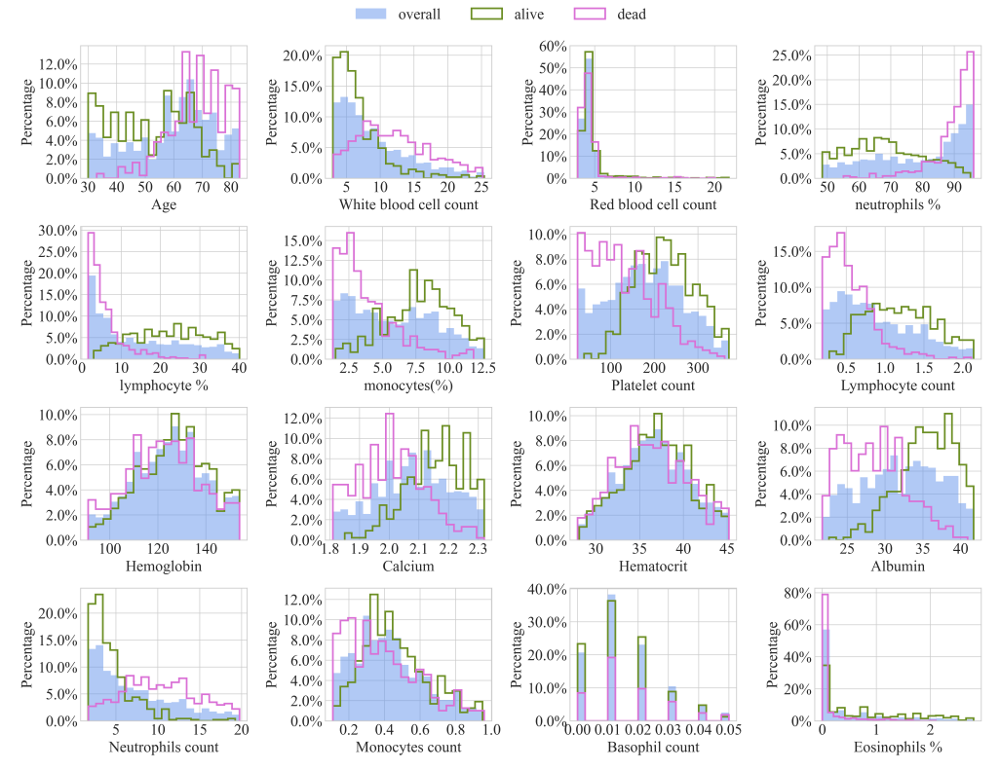 overall alive dead
Percentage
12.0%
10.0%
8.0%
6.0%
4.0%
2.0%
0.0%
30 40 50 60 70 80
Age
Percentage
20.0%
15.0%
10.0%
5.0%
0.0%
5 10 15 20 25
White blood cell count
Percentage
60%
50%
40%
30%
20%
10%
0%
5 10 15 20
Red blood cell count
Percentage
25.0%
20.0%
15.0%
10.0%
5.0%
0.0%
50 60 70 80 90
neutrophils %
Percentage
30.0%
25.0%
20.0%
15.0%
10.0%
5.0%
0.0%
0 10 20 30 40
lymphocyte %
Percentage
15.0%
12.5%
10.0%
7.5%
5.0%
2.5%
0.0%
2.5 5.0 7.5 10.0 12.5
monocytes(%)
Percentage
10.0%
8.0%
6.0%
4.0%
2.0%
0.0%
100 200 300
Platelet count
Percentage
15.0%
10.0%
5.0%
0.0%
0.5 1.0 1.5 2.0
Lymphocyte count
Percentage
10.0%
8.0%
6.0%
4.0%
2.0%
0.0%
100 120 140
Hemoglobin
Percentage
12.0%
10.0%
8.0%
6.0%
4.0%
2.0%
0.0%
1.8 1.9 2.0 2.1 2.2 2.3
Calcium
Percentage
10.0%
8.0%
6.0%
4.0%
2.0%
0.0%
30 35 40 45
Hematocrit
Percentage
10.0%
8.0%
6.0%
4.0%
2.0%
0.0%
25 30 35 40
Albumin
Percentage
20.0%
15.0%
10.0%
5.0%
0.0%
5 10 15 20
Neutrophils count
Percentage
12.0%
10.0%
8.0%
6.0%
4.0%
2.0%
0.0%
0.2 0.4 0.6 0.8 1.0
Monocytes count
Percentage
40.0%
30.0%
20.0%
10.0%
0.0%
0.00 0.01 0.02 0.03 0.04 0.05
Basophil count
Percentage
80%
60%
40%
20%
0%
0 1 2
Eosinophils %